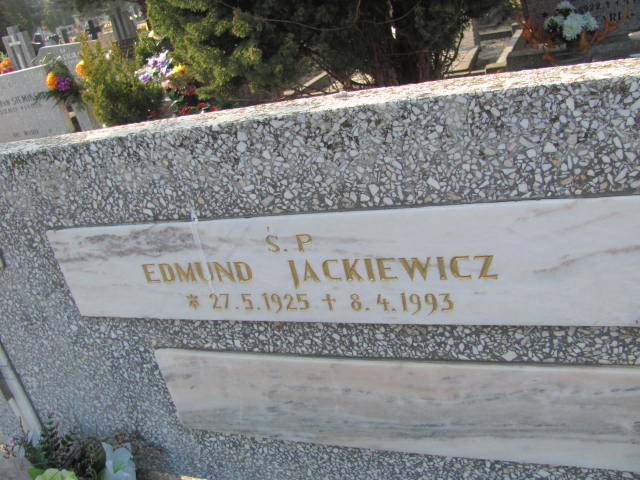 Ś.P
EDMUND JACKIEWICZ
* 27.5.1925 + 8.4.1993